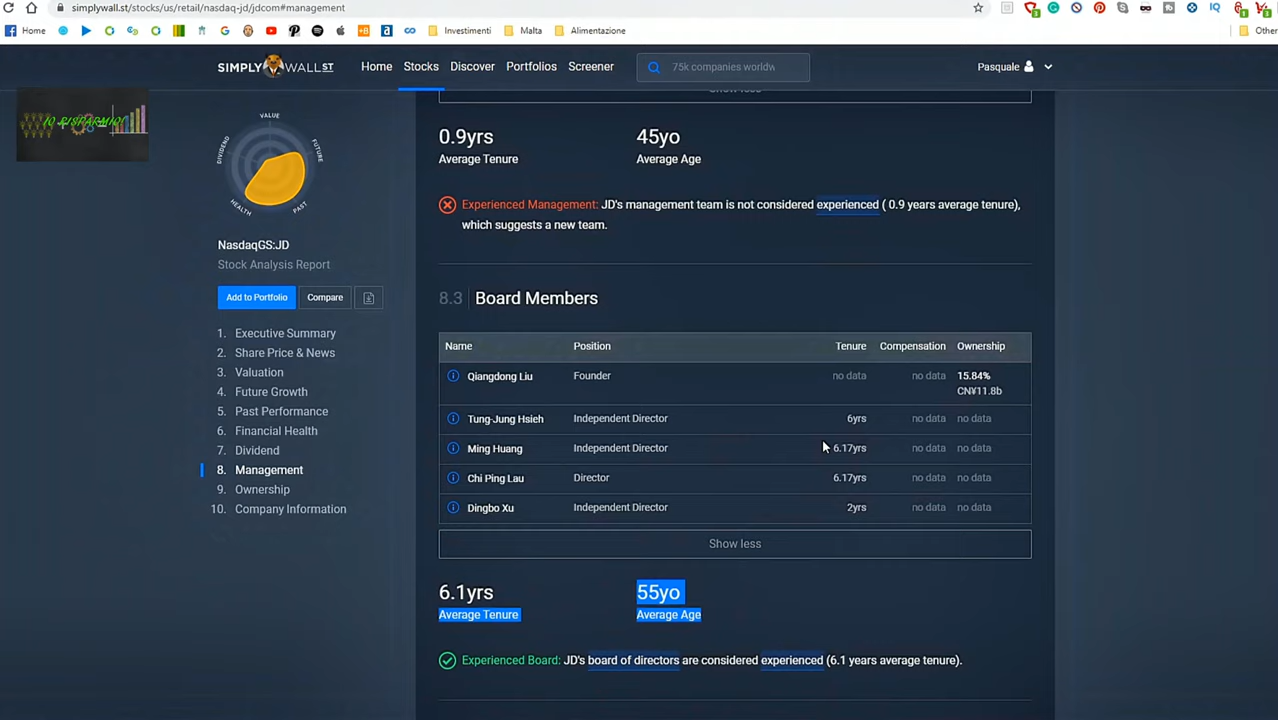 simplywall.st/stocks/us/retail/nasdaq-jd/jdcom#management
Home
Investimenti
Malta
Alimentazione
Other
SIMPLY WALL ST
Home
Stocks
Discover
Portfolios
Screener
75k companies worldw
Pasquale
IO RISPARMIO!
VALUE
FUTURE
PAST
HEALTH
DIVIDEND
NasdaqGS:JD
Stock Analysis Report
Add to Portfolio
Compare
1. Executive Summary
2. Share Price & News
3. Valuation
4. Future Growth
5. Past Performance
6. Financial Health
7. Dividend
8. Management
9. Ownership
10. Company Information
Show less
0.9yrs 45yo
Average Tenure Average Age
Experienced Management: JD's management team is not considered experienced ( 0.9 years average tenure),
which suggests a new team.
8.3 Board Members
Name Position Tenure Compensation Ownership
Qiangdong Liu Founder no data no data 15.84%
CN¥11.8b
Tung-Jung Hsieh Independent Director 6yrs no data no data
Ming Huang Independent Director 6.17yrs no data no data
Chi Ping Lau Director 6.17yrs no data no data
Dingbo Xu Independent Director 2yrs no data no data
Show less
6.1yrs 55yo
Average Tenure Average Age
Experienced Board: JD's board of directors are considered experienced (6.1 years average tenure).